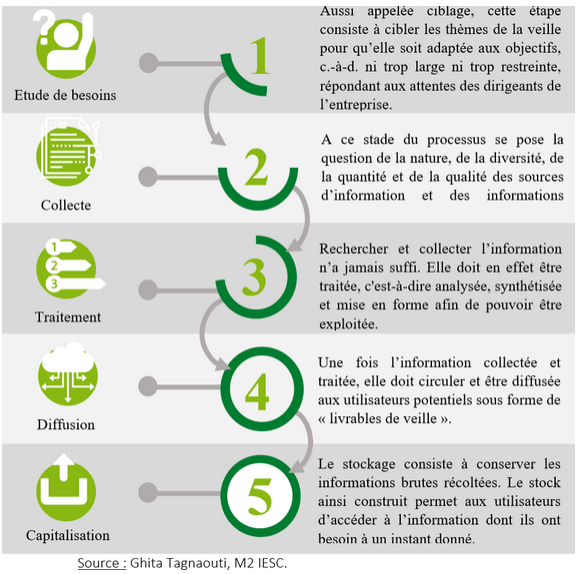 Etude de besoins
1
Aussi appelée ciblage, cette étape
consiste à cibler les thèmes de la veille
pour qu'elle soit adaptée aux objectifs,
c.-à-d. ni trop large ni trop restreinte,
répondant aux attentes des dirigeants de
l'entreprise.
Collecte
2
A ce stade du processus se pose la
question de la nature, de la diversité, de
la quantité et de la qualité des sources
d'information et des informations
1
2
3
Traitement
3
Rechercher et collecter l'information
n'a jamais suffi. Elle doit en effet être
traitée, c'est-à-dire analysée, synthétisée
et mise en forme afin de pouvoir être
exploitée.
Diffusion
4
Une fois l'information collectée et
traitée, elle doit circuler et être diffusée
aux utilisateurs potentiels sous forme de
« livrables de veille ».
Capitalisation
5
Le stockage consiste à conserver les
informations brutes récoltées. Le stock
ainsi construit permet aux utilisateurs
d'accéder à l'information dont ils ont
besoin à un instant donné.
Source : Ghita Tagnaouti, M2 IESC.